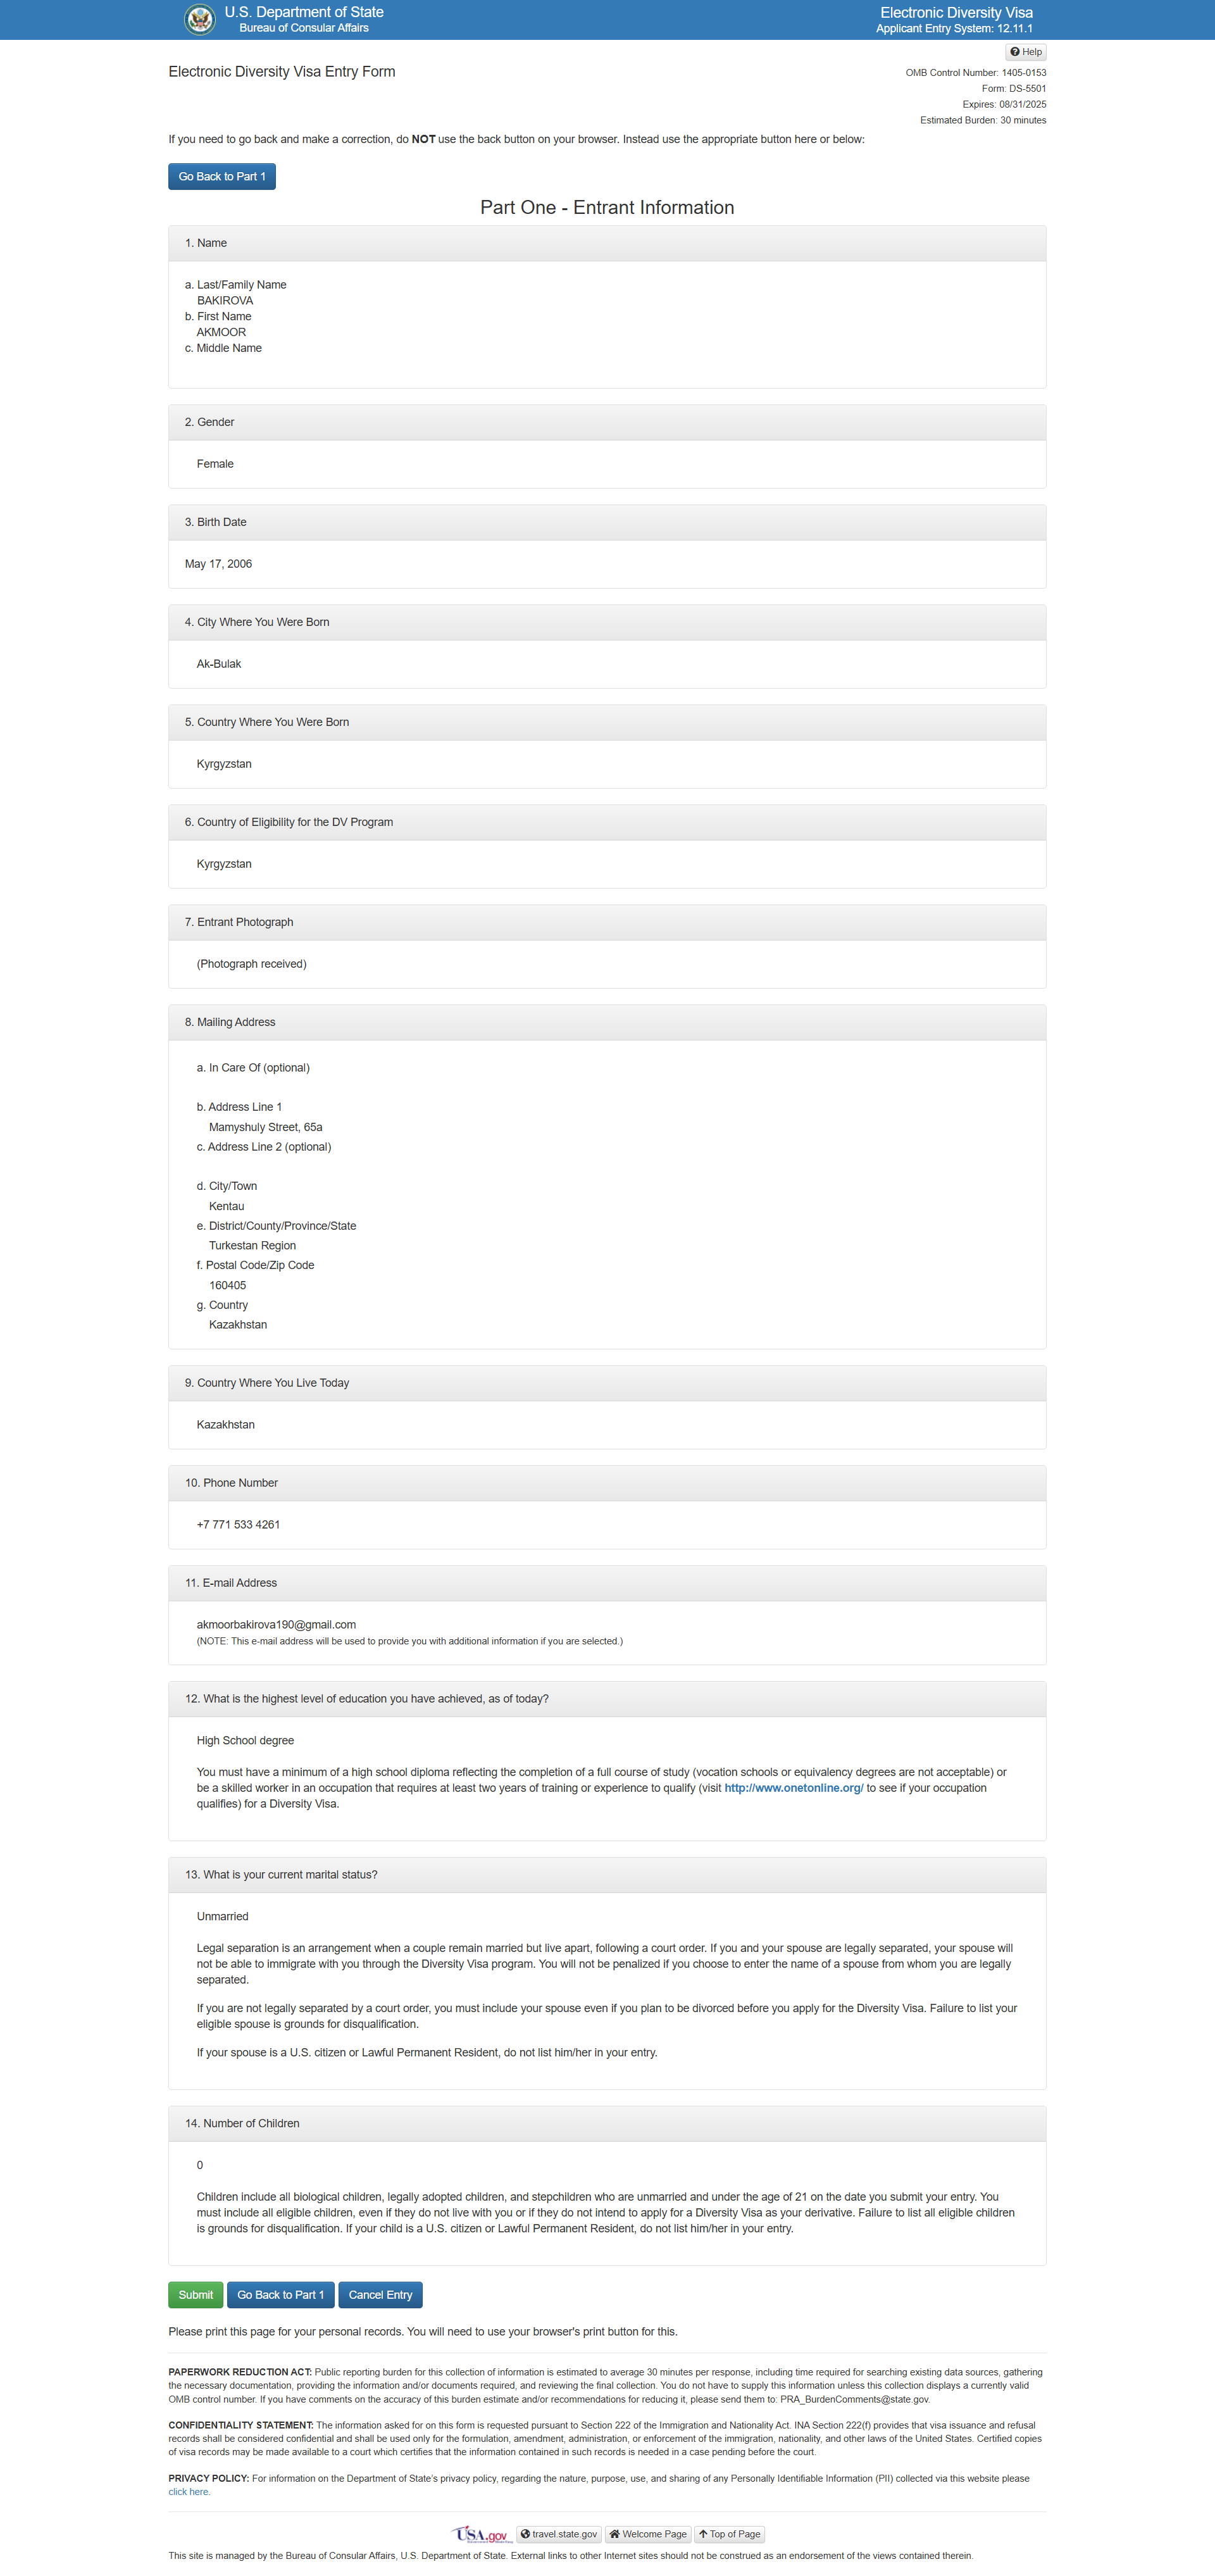 U.S. Department of State
Bureau of Consular Affairs
Electronic Diversity Visa
Applicant Entry System: 12.11.1
Help
Electronic Diversity Visa Entry Form
OMB Control Number: 1405-0153
Form: DS-5501
Expires: 08/31/2025
Estimated Burden: 30 minutes
If you need to go back and make a correction, do NOT use the back button on your browser. Instead use the appropriate button here or below:
Go Back to Part 1
Part One - Entrant Information
1. Name
a. Last/Family Name
BAKIROVA
b. First Name
AKMOOR
c. Middle Name
2. Gender
Female
3. Birth Date
May 17, 2006
4. City Where You Were Born
Ak-Bulak
5. Country Where You Were Born
Kyrgyzstan
6. Country of Eligibility for the DV Program
Kyrgyzstan
7. Entrant Photograph
(Photograph received)
8. Mailing Address
a. In Care Of (optional)
b. Address Line 1
Mamyshuly Street, 65a
c. Address Line 2 (optional)
d. City/Town
Kentau
e. District/County/Province/State
Turkestan Region
f. Postal Code/Zip Code
160405
g. Country
Kazakhstan
9. Country Where You Live Today
Kazakhstan
10. Phone Number
+7 771 533 4261
11. E-mail Address
akmoorbakirova190@gmail.com
(NOTE: This e-mail address will be used to provide you with additional information if you are selected.)
12. What is the highest level of education you have achieved, as of today?
High School degree
You must have a minimum of a high school diploma reflecting the completion of a full course of study (vocation schools or equivalency degrees are not acceptable) or
be a skilled worker in an occupation that requires at least two years of training or experience to qualify (visit http://www.onetonline.org/ to see if your occupation
qualifies) for a Diversity Visa.
13. What is your current marital status?
Unmarried
Legal separation is an arrangement when a couple remain married but live apart, following a court order. If you and your spouse are legally separated, your spouse will
not be able to immigrate with you through the Diversity Visa program. You will not be penalized if you choose to enter the name of a spouse from whom you are legally
separated.
If you are not legally separated by a court order, you must include your spouse even if you plan to be divorced before you apply for the Diversity Visa. Failure to list your
eligible spouse is grounds for disqualification.
If your spouse is a U.S. citizen or Lawful Permanent Resident, do not list him/her in your entry.
14. Number of Children
0
Children include all biological children, legally adopted children, and stepchildren who are unmarried and under the age of 21 on the date you submit your entry. You
must include all eligible children, even if they do not live with you or if they do not intend to apply for a Diversity Visa as your derivative. Failure to list all eligible children
is grounds for disqualification. If your child is a U.S. citizen or Lawful Permanent Resident, do not list him/her in your entry.
Submit Go Back to Part 1 Cancel Entry
Please print this page for your personal records. You will need to use your browser's print button for this.
PAPERWORK REDUCTION ACT: Public reporting burden for this collection of information is estimated to average 30 minutes per response, including time required for searching existing data sources, gathering
the necessary documentation, providing the information and/or documents required, and reviewing the final collection. You do not have to supply this information unless this collection displays a currently valid
OMB control number. If you have comments on the accuracy of this burden estimate and/or recommendations for reducing it, please send them to: PRA_BurdenComments@state.gov.
CONFIDENTIALITY STATEMENT: The information asked for on this form is requested pursuant to Section 222 of the Immigration and Nationality Act. INA Section 222(f) provides that visa issuance and refusal
records shall be considered confidential and shall be used only for the formulation, amendment, administration, or enforcement of the immigration, nationality, and other laws of the United States. Certified copies
of visa records may be made available to a court which certifies that the information contained in such records is needed in a case pending before the court.
PRIVACY POLICY: For information on the Department of State's privacy policy, regarding the nature, purpose, use, and sharing of any Personally Identifiable Information (PII) collected via this website please
click here.
USA.gov travel.state.gov Welcome Page Top of Page
This site is managed by the Bureau of Consular Affairs, U.S. Department of State. External links to other Internet sites should not be construed as an endorsement of the views contained therein.